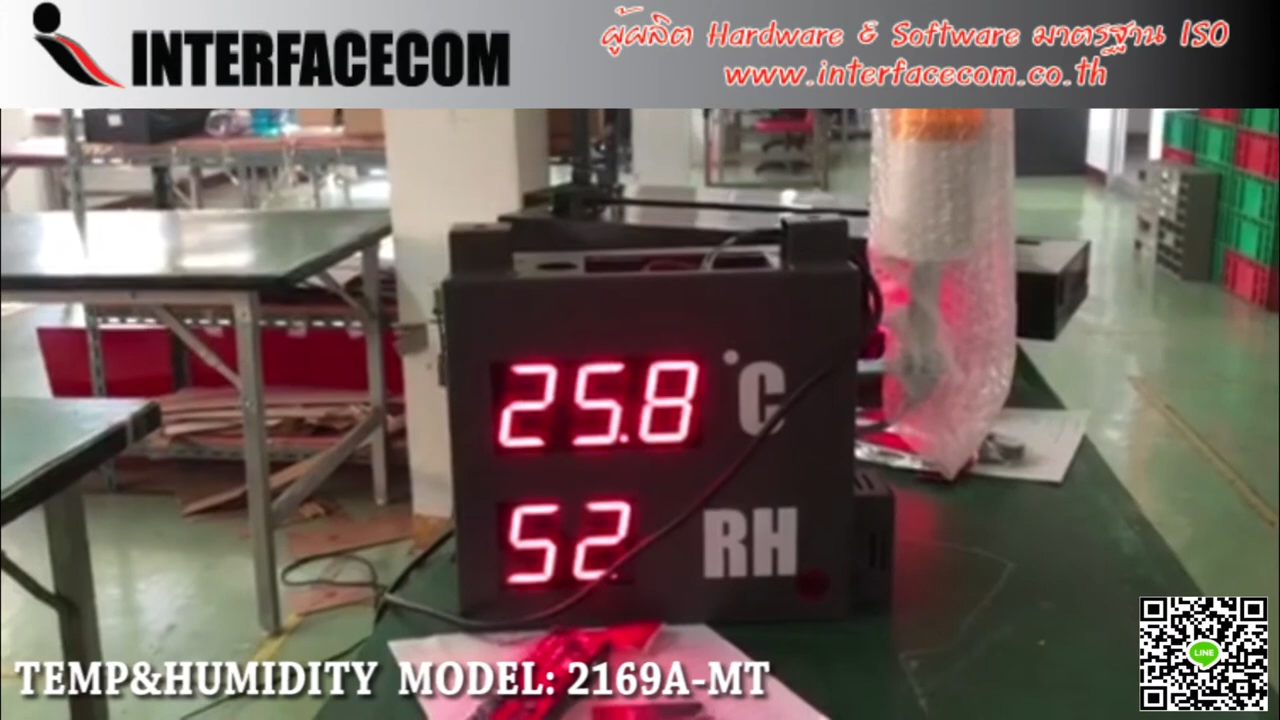 INTERFACECOM
ผู้ผลิต Hardware & Software มาตรฐาน ISO
www.interfacecom.co.th
25.8 °C
52 RH
LINE
TEMP&HUMIDITY MODEL: 2169A-MT